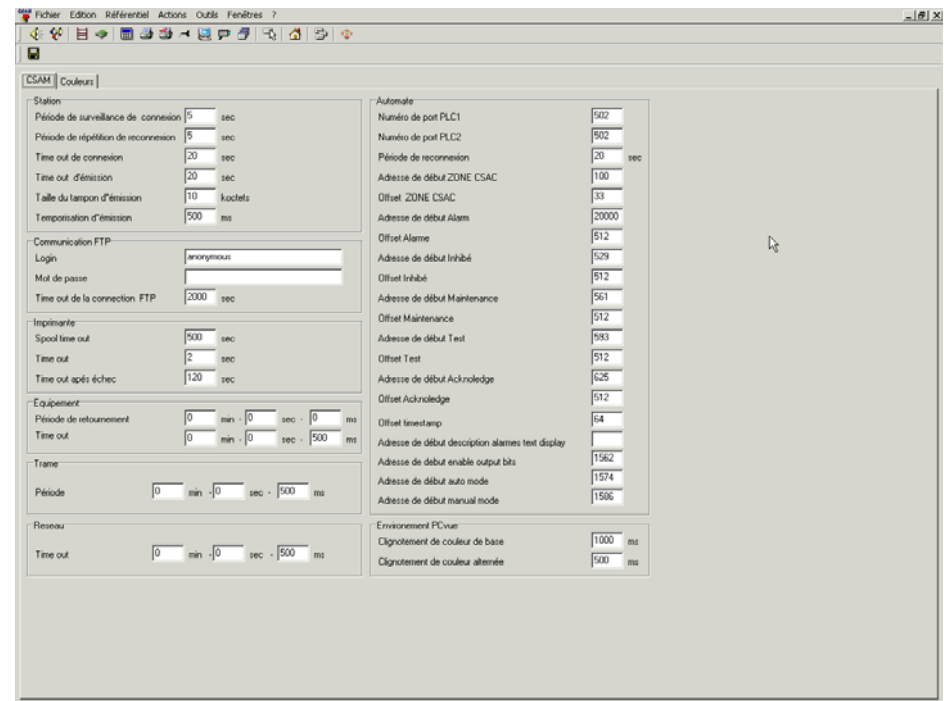 Fichier Edition Référentiel Actions Outils Fenêtres ?
CSAM Couleurs
Station
Période de surveillance de connexion 5 sec
Période de répétition de reconnexion 5 sec
Time out de connexion 20 sec
Time out d'émission 20 sec
Taille du tampon d''émission 10 koctets
Temporisation d''émission 500 ms
Communication FTP
Login anonymous
Mot de passe
Time out de la connection FTP 2000 sec
Imprimante
Spool time out 500 sec
Time out 2 sec
Time out apés échec 120 sec
Équipement
Période de retournement 0 min - 0 sec - 0 ms
Time out 0 min - 0 sec - 500 ms
Trame
Période 0 min - 0 sec - 500 ms
Reseau
Time out 0 min - 0 sec - 500 ms
Automate
Numéro de port PLC1 502
Numéro de port PLC2 502
Période de reconnexion 20 sec
Adresse de début ZONE CSAC 100
Offset ZONE CSAC 33
Adresse de début Alarm 20000
Offset Alarme 512
Adresse de début Inhibé 529
Offset Inhibé 512
Adresse de début Maintenance 561
Offset Maintenance 512
Adresse de début Test 593
Offset Test 512
Adresse de début Acknoledge 625
Offset Acknoledge 512
Offset timestamp 64
Adresse de début description alarmes text display
Adresse de debut enable output bits 1562
Adresse de début auto mode 1574
Adresse de début manual mode 1586
Environement PCvue
Clignotement de couleur de base 1000 ms
Clignotement de couleur alternée 500 ms